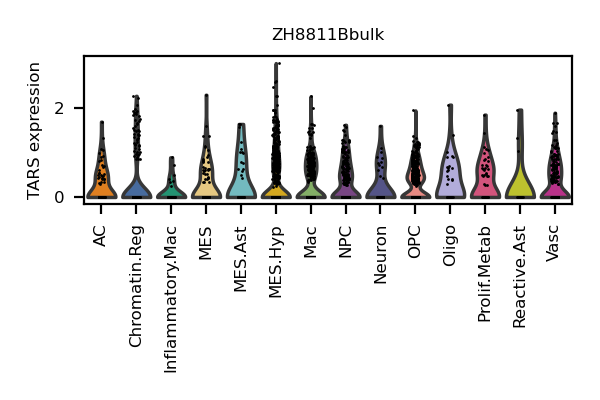 ZH8811Bbulk
TARS expression
2
0
AC
Chromatin.Reg
Inflammatory.Mac
MES
MES.Ast
MES.Hyp
Mac
NPC
Neuron
OPC
Oligo
Prolif.Metab
Reactive.Ast
Vasc